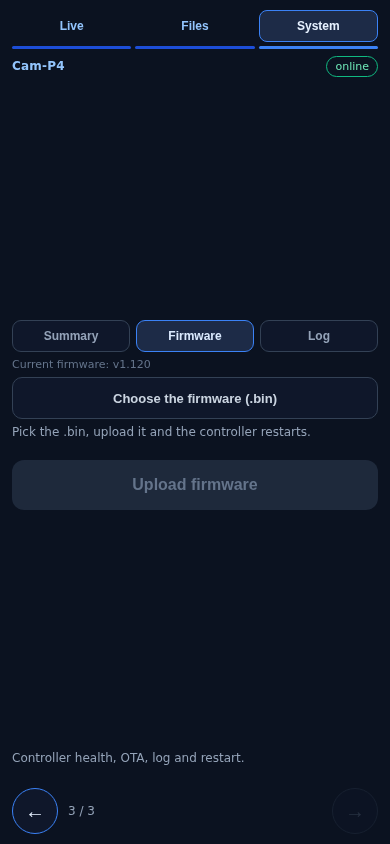 Live Files System
Cam-P4 online
Summary Firmware Log
Current firmware: v1.120
Choose the firmware (.bin)
Pick the .bin, upload it and the controller restarts.
Upload firmware
Controller health, OTA, log and restart.
← 3 / 3 →